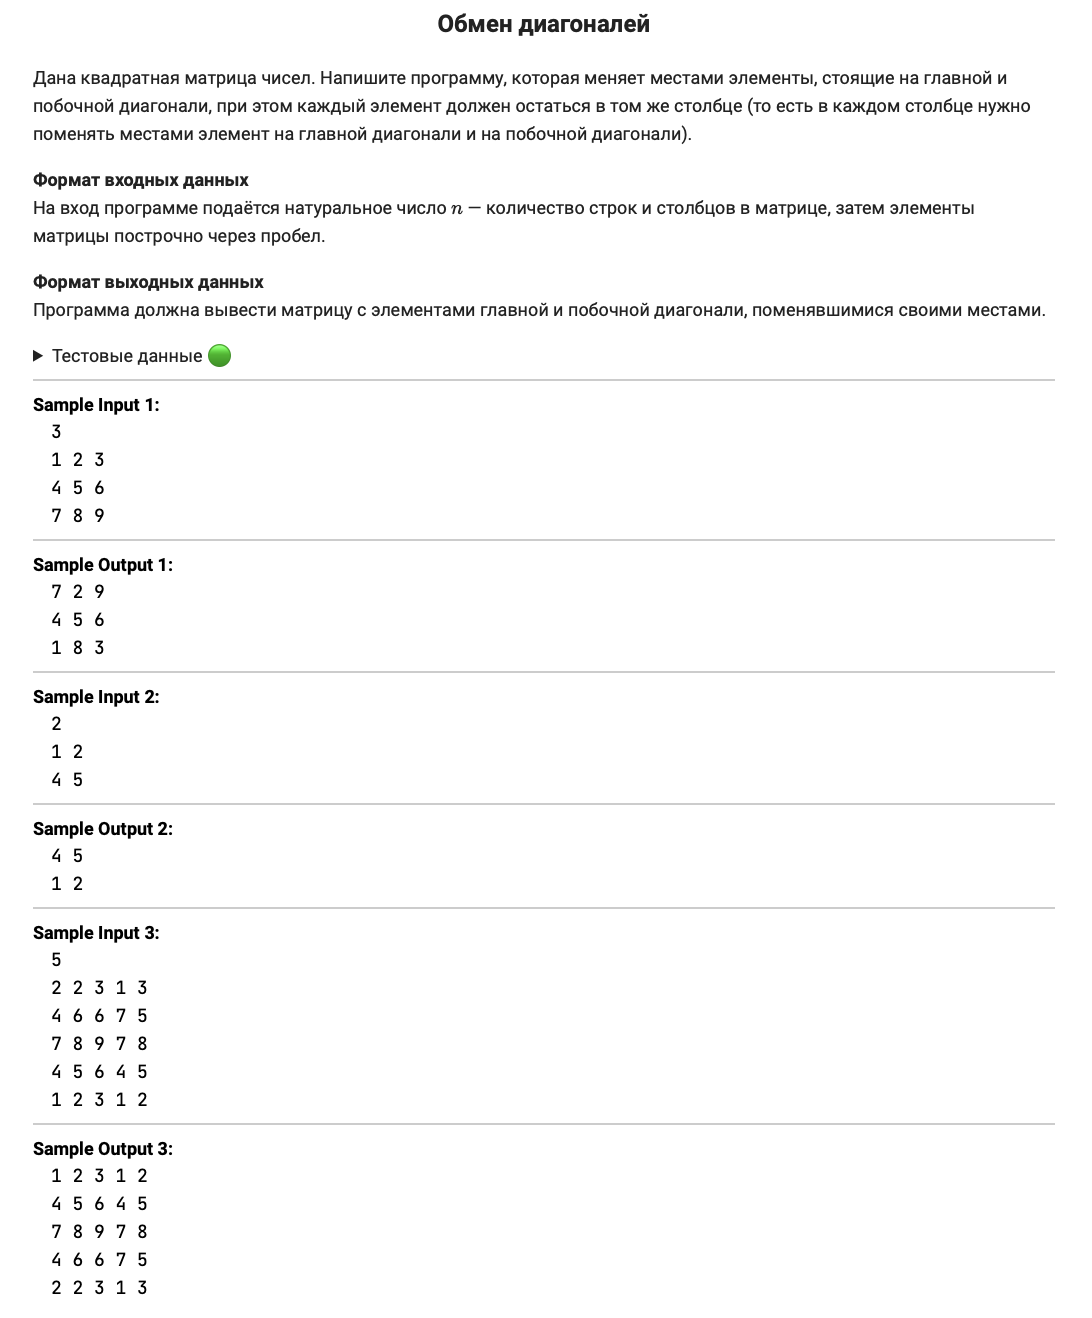 Обмен диагоналей
Дана квадратная матрица чисел. Напишите программу, которая меняет местами элементы, стоящие на главной и
побочной диагонали, при этом каждый элемент должен остаться в том же столбце (то есть в каждом столбце нужно
поменять местами элемент на главной диагонали и на побочной диагонали).
Формат входных данных
На вход программе подаётся натуральное число n — количество строк и столбцов в матрице, затем элементы
матрицы построчно через пробел.
Формат выходных данных
Программа должна вывести матрицу с элементами главной и побочной диагонали, поменявшимися своими местами.
Тестовые данные
Sample Input 1:
3
1 2 3
4 5 6
7 8 9
Sample Output 1:
7 2 9
4 5 6
1 8 3
Sample Input 2:
2
1 2
4 5
Sample Output 2:
4 5
1 2
Sample Input 3:
5
2 2 3 1 3
4 6 6 7 5
7 8 9 7 8
4 5 6 4 5
1 2 3 1 2
Sample Output 3:
1 2 3 1 2
4 5 6 4 5
7 8 9 7 8
4 6 6 7 5
2 2 3 1 3